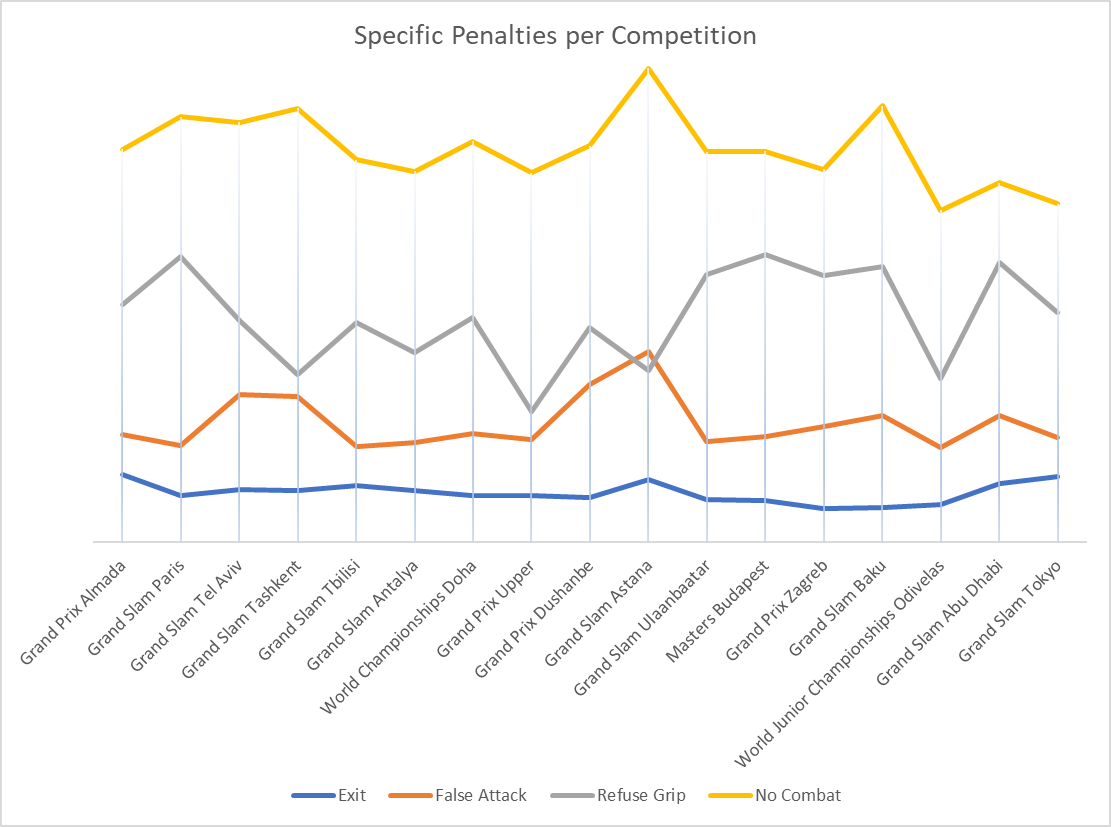 Specific Penalties per Competition
Grand Prix Almada
Grand Slam Paris
Grand Slam Tel Aviv
Grand Slam Tashkent
Grand Slam Tbilisi
Grand Slam Antalya
World Championships Doha
Grand Prix Upper
Grand Prix Dushanbe
Grand Slam Astana
Grand Slam Ulaanbaatar
Masters Budapest
Grand Prix Zagreb
Grand Slam Baku
World Junior Championships Odivelas
Grand Slam Abu Dhabi
Grand Slam Tokyo
Exit False Attack Refuse Grip No Combat